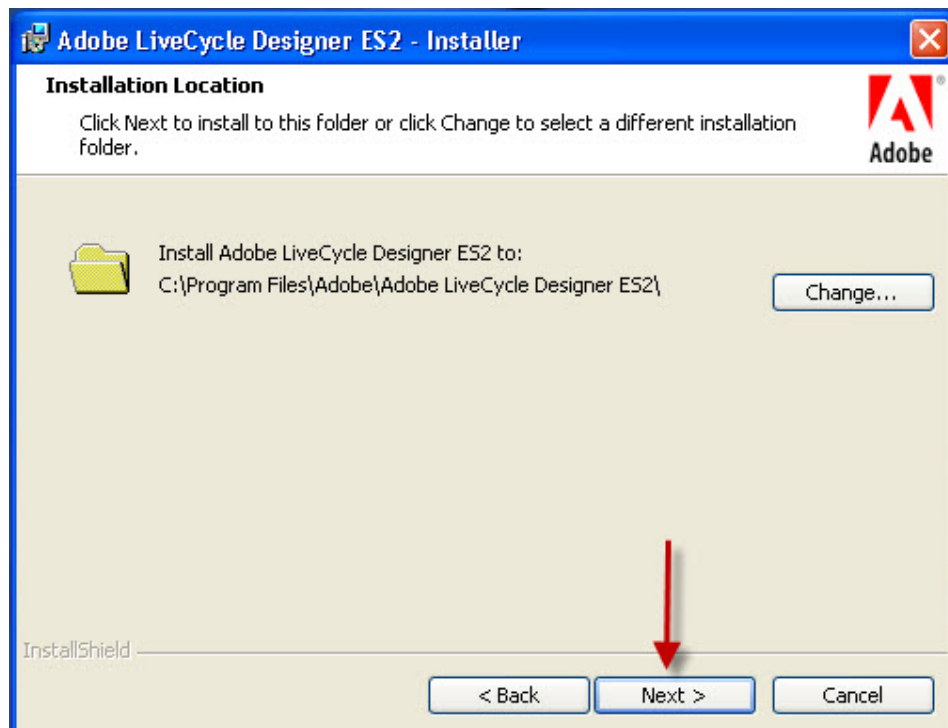 Adobe LiveCycle Designer ES2 - Installer
Installation Location
Click Next to install to this folder or click Change to select a different installation
folder.
Adobe
®
Install Adobe LiveCycle Designer ES2 to:
C:\Program Files\Adobe\Adobe LiveCycle Designer ES2\
Change...
InstallShield
< Back
Next >
Cancel